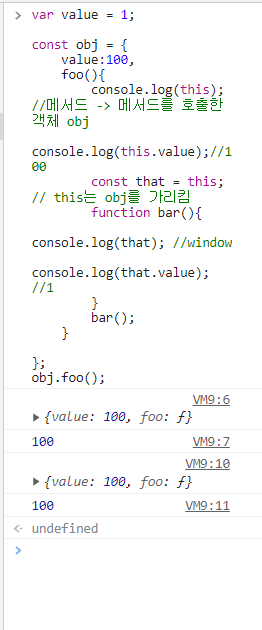 > var value = 1;
const obj = {
value:100,
foo(){
console.log(this);
//메서드 -> 메서드를 호출한
객체 obj
console.log(this.value);//1
00
const that = this;
// this는 obj를 가리킴
function bar(){
console.log(that); //window
console.log(that.value);
//1
}
bar();
}
};
obj.foo();
VM9:6
▶ {value: 100, foo: ƒ}
100 VM9:7
VM9:10
▶ {value: 100, foo: ƒ}
100 VM9:11
undefined
>